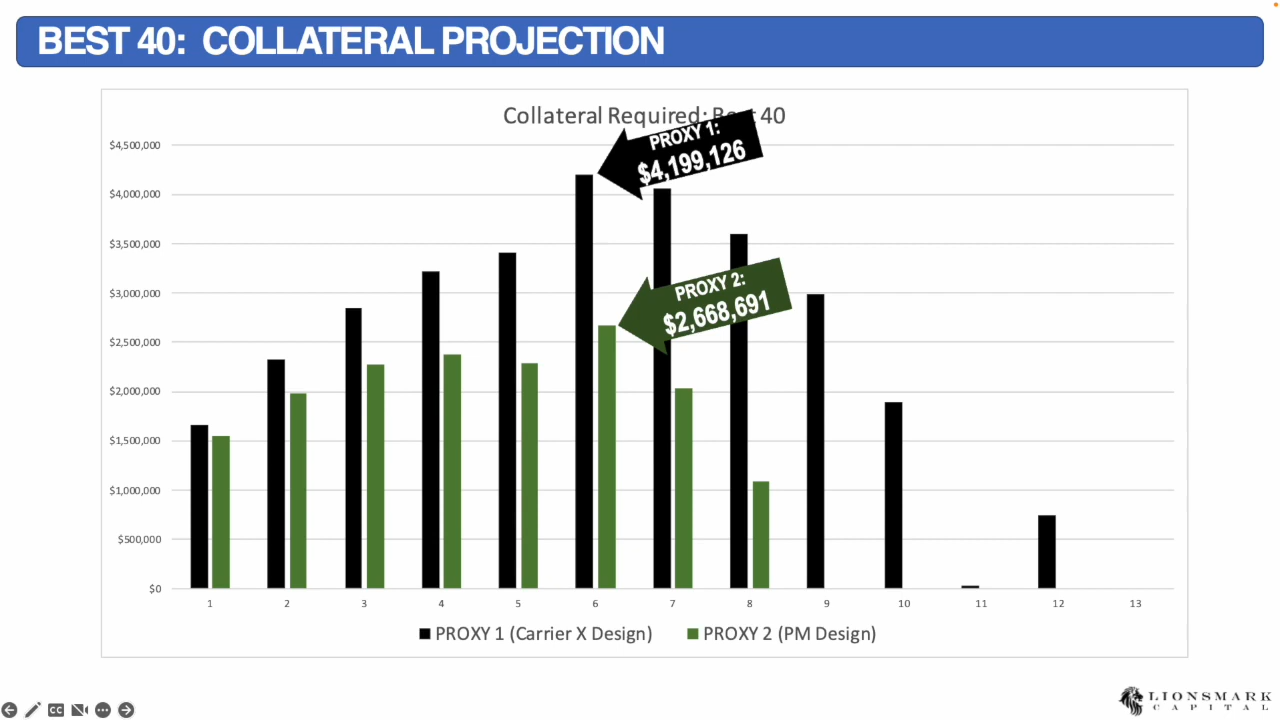 BEST 40: COLLATERAL PROJECTION
Collateral Required: Best 40
PROXY 1:
$4,199,126
PROXY 2:
$2,668,691
$4,500,000
$4,000,000
$3,500,000
$3,000,000
$2,500,000
$2,000,000
$1,500,000
$1,000,000
$500,000
$0
1 2 3 4 5 6 7 8 9 10 11 12 13
PROXY 1 (Carrier X Design) PROXY 2 (PM Design)
CC
LIONSMARK
CAPITAL